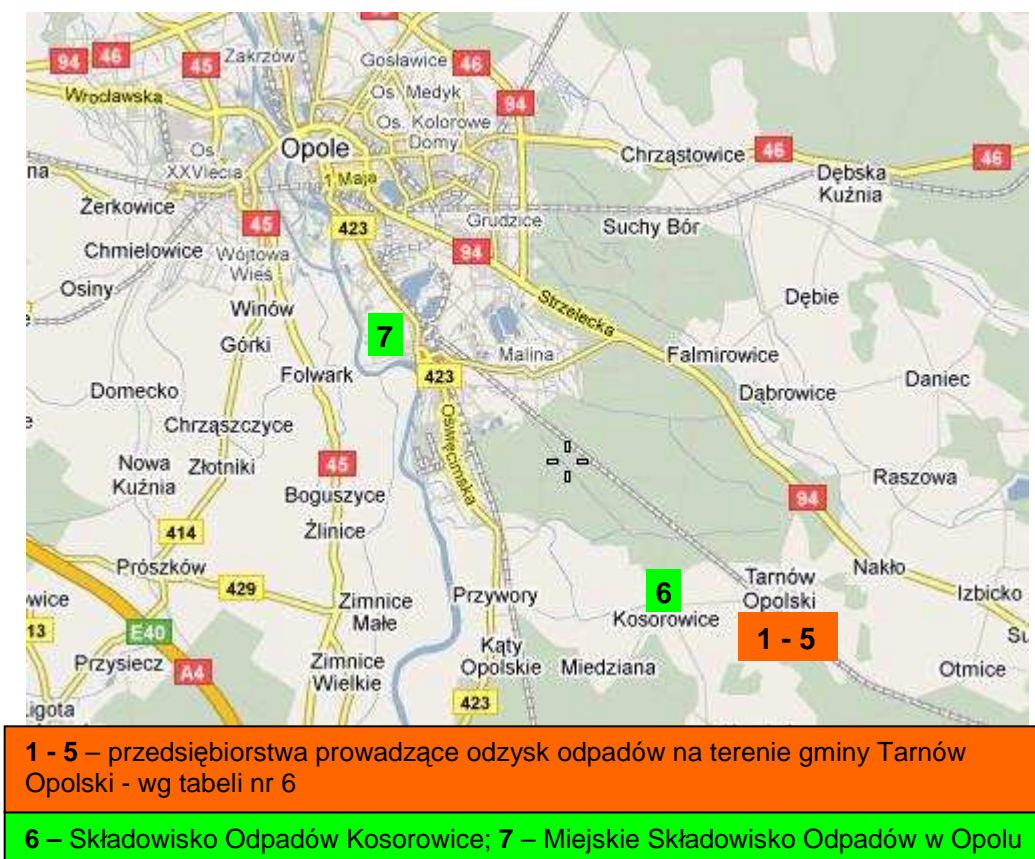 46
94 46 45 Zakrzów Gosławice 46
Wrocławska Os. Medyk 94
Os. Kolorowe
Domy
Opole
Os
XXVlecia
1 Maja
Chrząstowice 46 46
Dębska
Kuźnia
na
Żerkowice
45 423 Grudzice Suchy Bór
Chmielowice Wójtowa
Wieś
94
Osiny
Winów
Strzelecka
Dębie
7
Górki
Malina Falmirowice
Folwark 423
Daniec
Domecko
Dąbrowice
Chrząszczyce
Oświęcimska
Nowa
Kuźnia
Złotniki 45
Raszowa
Boguszyce
94
414 Żlinice
Prószków
429
Nakło
Tarnów
Opolski
Izbicko
wice
Zimnice
Małe
Przywory
6
Kosorowice
13 E40
1 - 5
Su
Przysiecz A4
Zimnice
Wielkie
Kąty
Opolskie
Miedziana
Otmice
423
Ligota
1 - 5 – przedsiębiorstwa prowadzące odzysk odpadów na terenie gminy Tarnów
Opolski - wg tabeli nr 6
6 – Składowisko Odpadów Kosorowice; 7 – Miejskie Składowisko Odpadów w Opolu